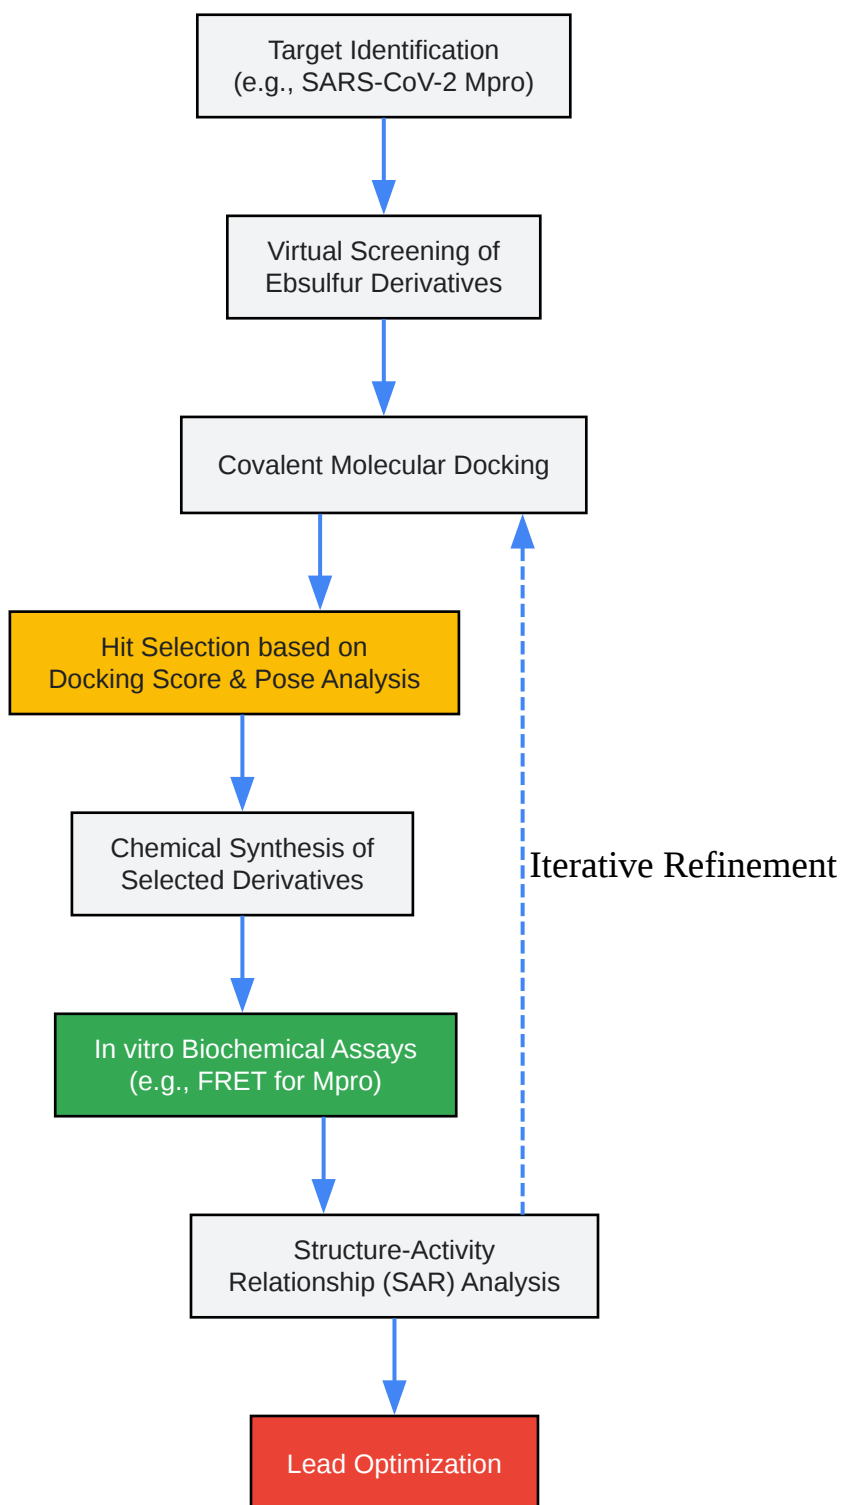 Target Identification
(e.g., SARS-CoV-2 Mpro)
Virtual Screening of
Ebsulfur Derivatives
Covalent Molecular Docking
Hit Selection based on
Docking Score & Pose Analysis
Chemical Synthesis of
Selected Derivatives
Iterative Refinement
In vitro Biochemical Assays
(e.g., FRET for Mpro)
Structure-Activity
Relationship (SAR) Analysis
Lead Optimization